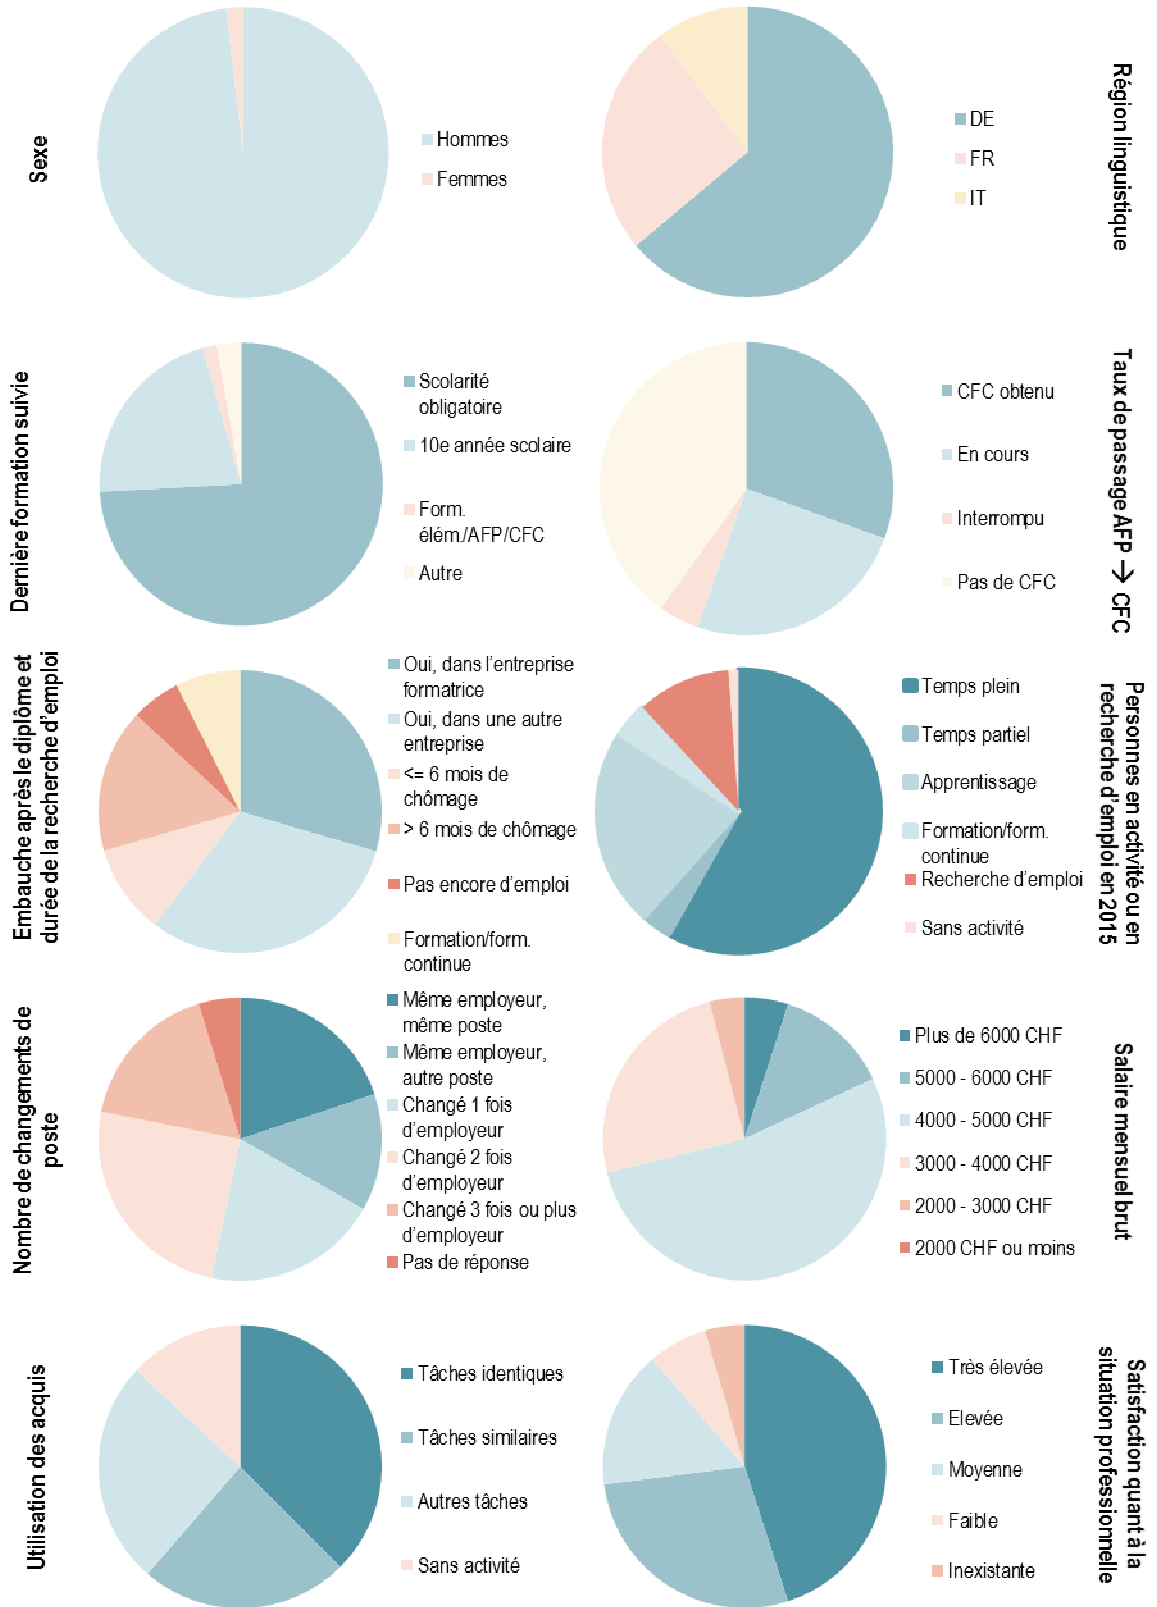 Sexe
Hommes
Femmes
DE
FR
IT
Région linguistique
Dernière formation suivie
Scolarité
obligatoire
10e année scolaire
Form.
élém./AFP/CFC
Autre
CFC obtenu
En cours
Interrompu
Pas de CFC
Taux de passage AFP → CFC
Embauche après le diplôme et
durée de la recherche d’emploi
Oui, dans l’entreprise
formatrice
Oui, dans une autre
entreprise
<= 6 mois de
chômage
> 6 mois de chômage
Pas encore d’emploi
Formation/form.
continue
Temps plein
Temps partiel
Apprentissage
Formation/form.
continue
Recherche d’emploi
Sans activité
Personnes en activité ou en
recherche d’emploi en 2015
Nombre de changements de
poste
Même employeur,
même poste
Même employeur,
autre poste
Changé 1 fois
d’employeur
Changé 2 fois
d’employeur
Changé 3 fois ou plus
d’employeur
Pas de réponse
Plus de 6000 CHF
5000 - 6000 CHF
4000 - 5000 CHF
3000 - 4000 CHF
2000 - 3000 CHF
2000 CHF ou moins
Salaire mensuel brut
Utilisation des acquis
Tâches identiques
Tâches similaires
Autres tâches
Sans activité
Très élevée
Elevée
Moyenne
Faible
Inexistante
Satisfaction quant à la
situation professionnelle